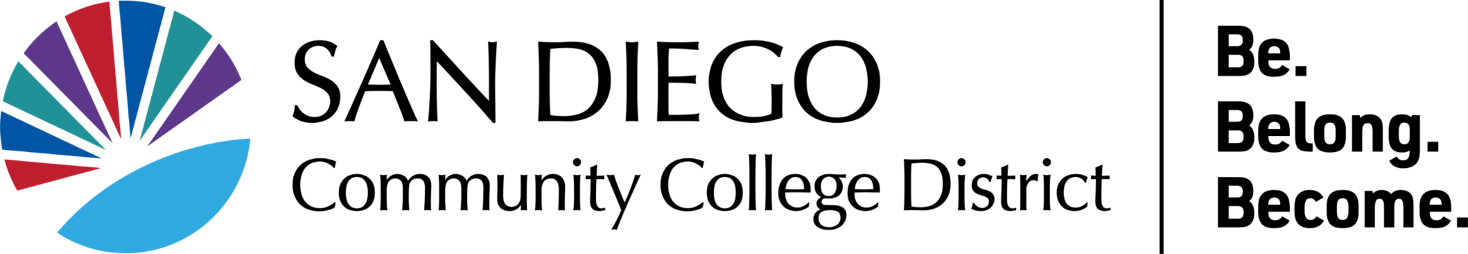 SAN DIEGO
Community College District
Be.
Belong.
Become.